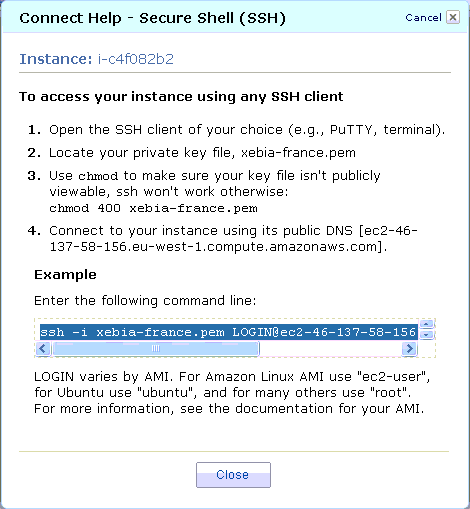 Connect Help - Secure Shell (SSH)
Cancel
Instance: i-c4f082b2
To access your instance using any SSH client
1. Open the SSH client of your choice (e.g., PuTTY, terminal).
2. Locate your private key file, xebia-france.pem
3. Use chmod to make sure your key file isn't publicly
viewable, ssh won't work otherwise:
chmod 400 xebia-france.pem
4. Connect to your instance using its public DNS [ec2-46-
137-58-156.eu-west-1.compute.amazonaws.com].
Example
Enter the following command line:
ssh -i xebia-france.pem LOGIN@ec2-46-137-58-156
LOGIN varies by AMI. For Amazon Linux AMI use "ec2-user",
for Ubuntu use "ubuntu", and for many others use "root".
For more information, see the documentation for your AMI.
Close